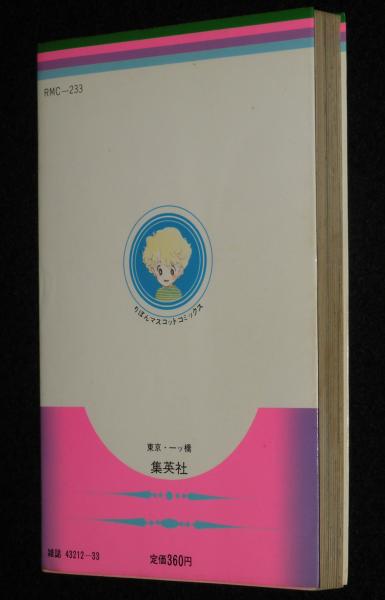 RMC—233
りぼんマスコットコミックス
東京・一ツ橋
集英社
雑誌 43212—33
定価360円